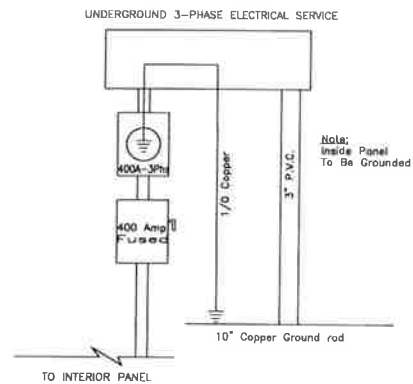 UNDERGROUND 3-PHASE ELECTRICAL SERVICE
400A-3Phs
400 Amp
Fused
1/0 Copper
3" P.V.C.
Note:
Inside Panel
To Be Grounded
10" Copper Ground rod
TO INTERIOR PANEL